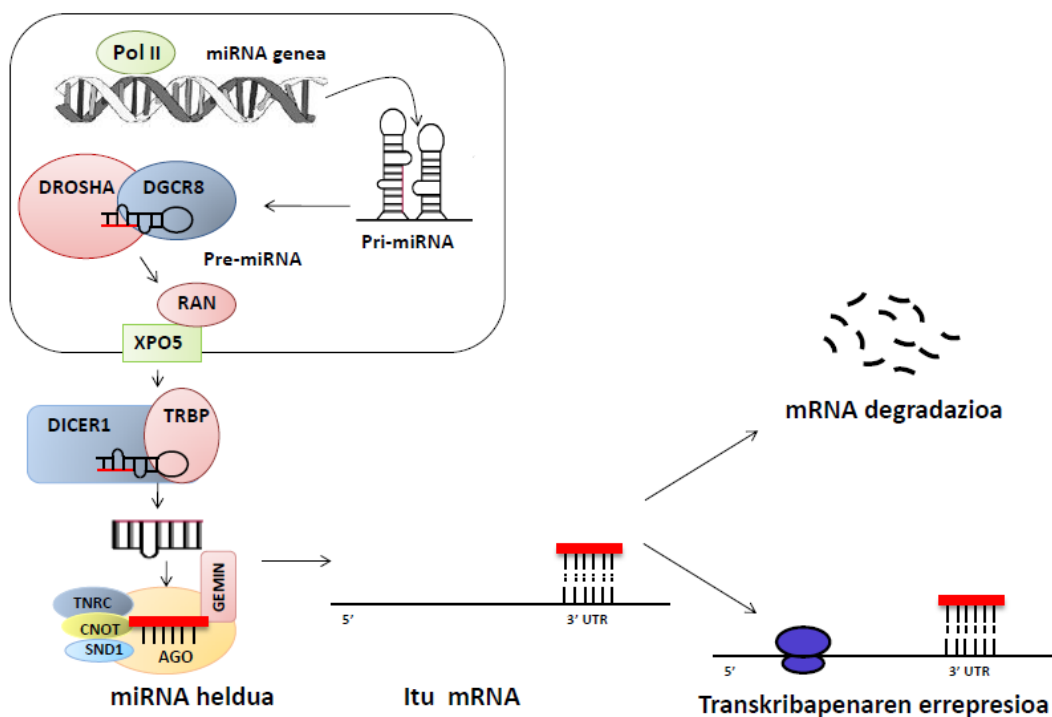 Pol II
miRNA genea
DROSHA
DGCR8
Pri-miRNA
Pre-miRNA
RAN
XPO5
DICER1
TRBP
mRNA degradazioa
GEMIN
TNRC
CNOT
SND1
AGO
miRNA heldua
5’
3’ UTR
Itu mRNA
5’
3’ UTR
Transkribapenaren errepresioa